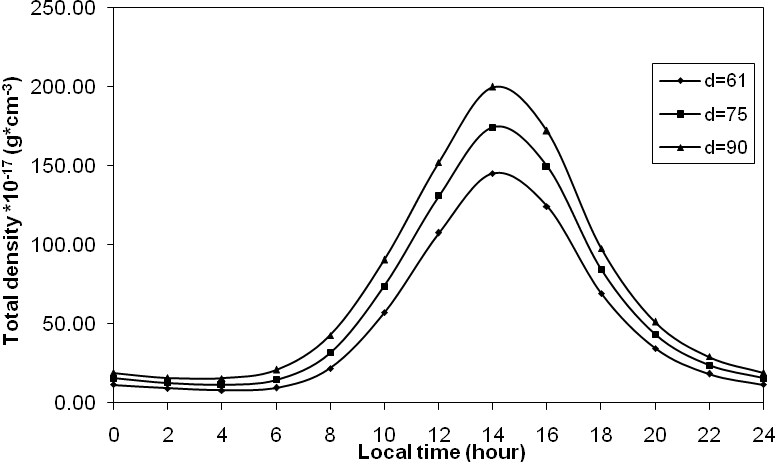 250.00
200.00
150.00
100.00
50.00
0.00
Total density *10⁻¹⁷ (g*cm⁻³)
d=61
d=75
d=90
0 2 4 6 8 10 12 14 16 18 20 22 24
Local time (hour)